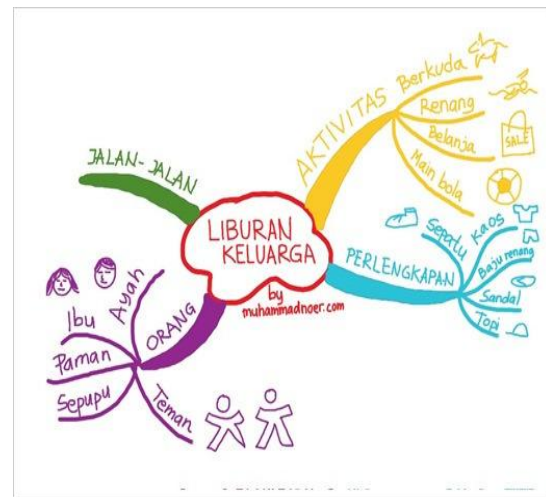 LIBURAN
KELUARGA
by
muhammadnoer.com
AKTIVITAS
Berkuda
Renang
Belanja
SALE
Main bola
PERLENGKAPAN
Sepatu
Kaos
Baju renang
Sandal
Topi
ORANG
Ayah
Ibu
Paman
Sepupu
Teman
JALAN-JALAN